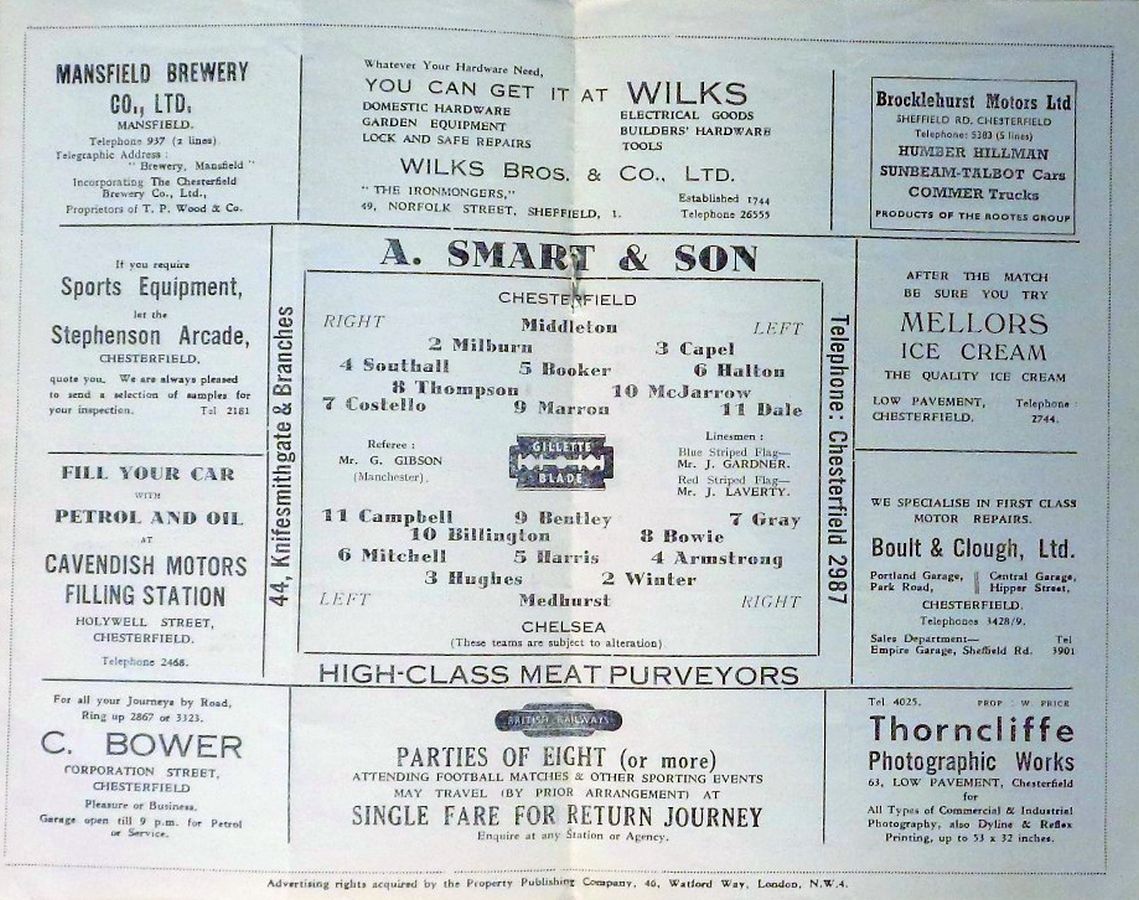 MANSFIELD BREWERY
CO., LTD.
MANSFIELD.
Telephone 937 (2 lines)
Telegraphic Address :
" Brewery, Mansfield "
Incorporating The Chesterfield
Brewery Co., Ltd.,
Proprietors of T. P. Wood & Co.
Whatever Your Hardware Need,
YOU CAN GET IT AT WILKS
DOMESTIC HARDWARE
GARDEN EQUIPMENT
LOCK AND SAFE REPAIRS
ELECTRICAL GOODS
BUILDERS' HARDWARE
TOOLS
WILKS BROS. & CO., LTD.
" THE IRONMONGERS,"
49, NORFOLK STREET, SHEFFIELD, 1.
Established 1744
Telephone 26555
Brocklehurst Motors Ltd
SHEFFIELD RD. CHESTERFIELD
Telephone: 5383 (5 lines)
HUMBER HILLMAN
SUNBEAM-TALBOT Cars
COMMER Trucks
PRODUCTS OF THE ROOTES GROUP
If you require
Sports Equipment,
let the
Stephenson Arcade,
CHESTERFIELD,
quote you. We are always pleased
to send a selection of samples for
your inspection. Tel 2181
FILL YOUR CAR
WITH
PETROL AND OIL
AT
CAVENDISH MOTORS
FILLING STATION
HOLYWELL STREET,
CHESTERFIELD.
Telephone 2468.
A. SMART & SON
44, Knifesmithgate & Branches
CHESTERFIELD
RIGHT Middleton LEFT
2 Milburn 3 Capel
4 Southall 5 Booker 6 Halton
8 Thompson 10 McJarrow
7 Costello 9 Marron 11 Dale
Referee :
Mr. G. GIBSON
(Manchester).
GILLETTE
BLADE
Linesmen :
Blue Striped Flag—
Mr. J. GARDNER.
Red Striped Flag—
Mr. J. LAVERTY.
11 Campbell 9 Bentley 7 Gray
10 Billington 8 Bowie
6 Mitchell 5 Harris 4 Armstrong
3 Hughes 2 Winter
LEFT Medhurst RIGHT
CHELSEA
(These teams are subject to alteration)
Telephone: Chesterfield 2987
HIGH-CLASS MEAT PURVEYORS
AFTER THE MATCH
BE SURE YOU TRY
MELLORS
ICE CREAM
THE QUALITY ICE CREAM
LOW PAVEMENT, Telephone :
CHESTERFIELD. 2744.
WE SPECIALISE IN FIRST CLASS
MOTOR REPAIRS.
Boult & Clough, Ltd.
Portland Garage, Central Garage,
Park Road, Hipper Street,
CHESTERFIELD.
Telephones 3428/9.
Sales Department— Tel
Empire Garage, Sheffield Rd. 3901
For all your Journeys by Road,
Ring up 2867 or 3323.
C. BOWER
CORPORATION STREET,
CHESTERFIELD
Pleasure or Business.
Garage open till 9 p.m. for Petrol
or Service.
BRITISH RAILWAYS
PARTIES OF EIGHT (or more)
ATTENDING FOOTBALL MATCHES & OTHER SPORTING EVENTS
MAY TRAVEL (BY PRIOR ARRANGEMENT) AT
SINGLE FARE FOR RETURN JOURNEY
Enquire at any Station or Agency.
Tel 4025. PROP : W. PRICE
Thorncliffe
Photographic Works
63, LOW PAVEMENT, Chesterfield
for
All Types of Commercial & Industrial
Photography, also Dyline & Reflex
Printing, up to 53 x 32 inches.
Advertising rights acquired by the Property Publishing Company, 46, Watford Way, London, N.W.4.